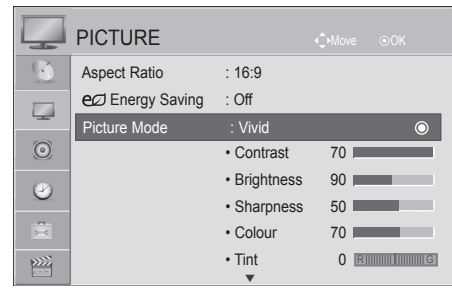 PICTURE Move OK
Aspect Ratio : 16:9
Energy Saving : Off
Picture Mode : Vivid
• Contrast 70
• Brightness 90
• Sharpness 50
• Colour 70
• Tint 0 R G